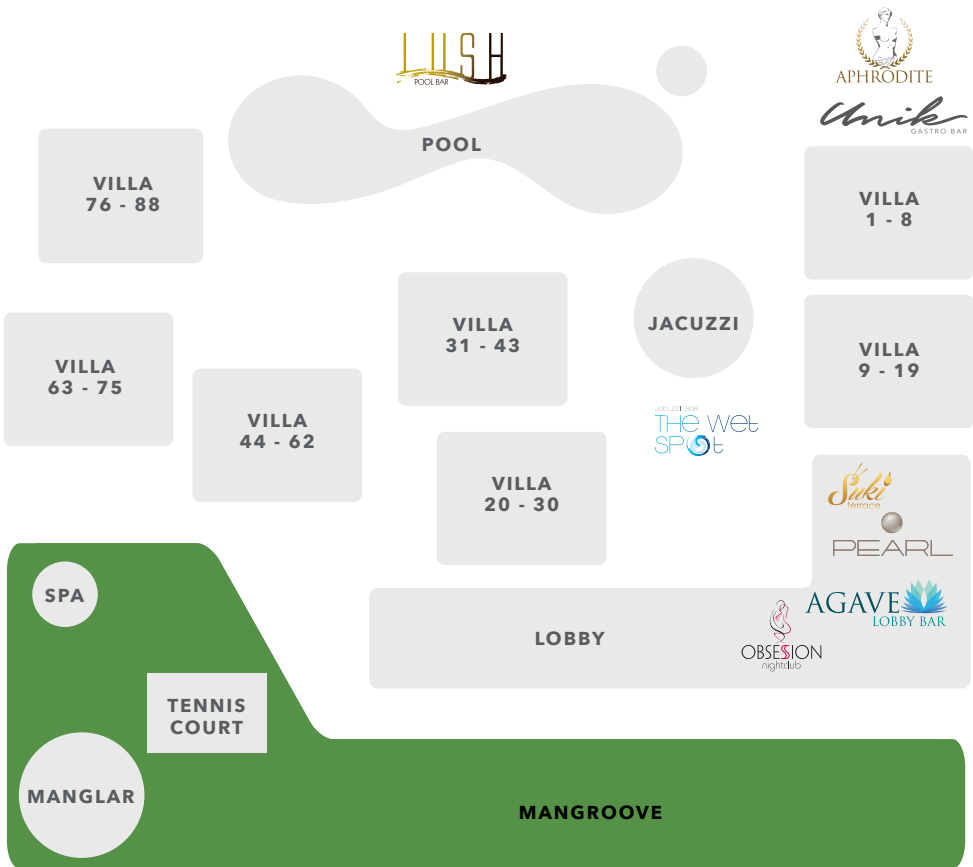 LUSH
POOL BAR
APHRODITE
Unik
GASTRO BAR
POOL
VILLA
76 - 88
VILLA
1 - 8
VILLA
31 - 43
JACUZZI
VILLA
9 - 19
VILLA
63 - 75
VILLA
44 - 62
JACUZZI BAR
THE Wet
SPOt
VILLA
20 - 30
Suki
terrace
PEARL
SPA
AGAVE
LOBBY BAR
LOBBY
OBSESSION
nightclub
TENNIS
COURT
MANGLAR
MANGROOVE